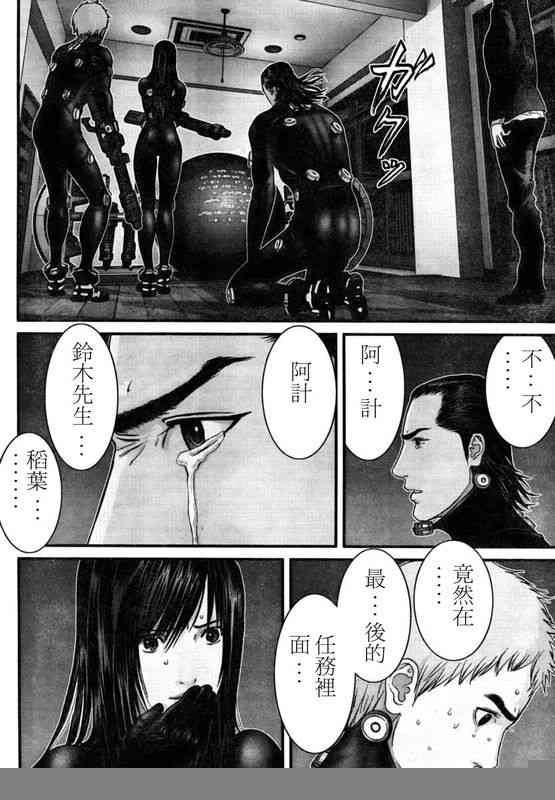 ガクッ
不…不
……
阿…計
阿計
鈴木先生…
稻葉…
……
竟然在
……
最…後的
任務裡
面…